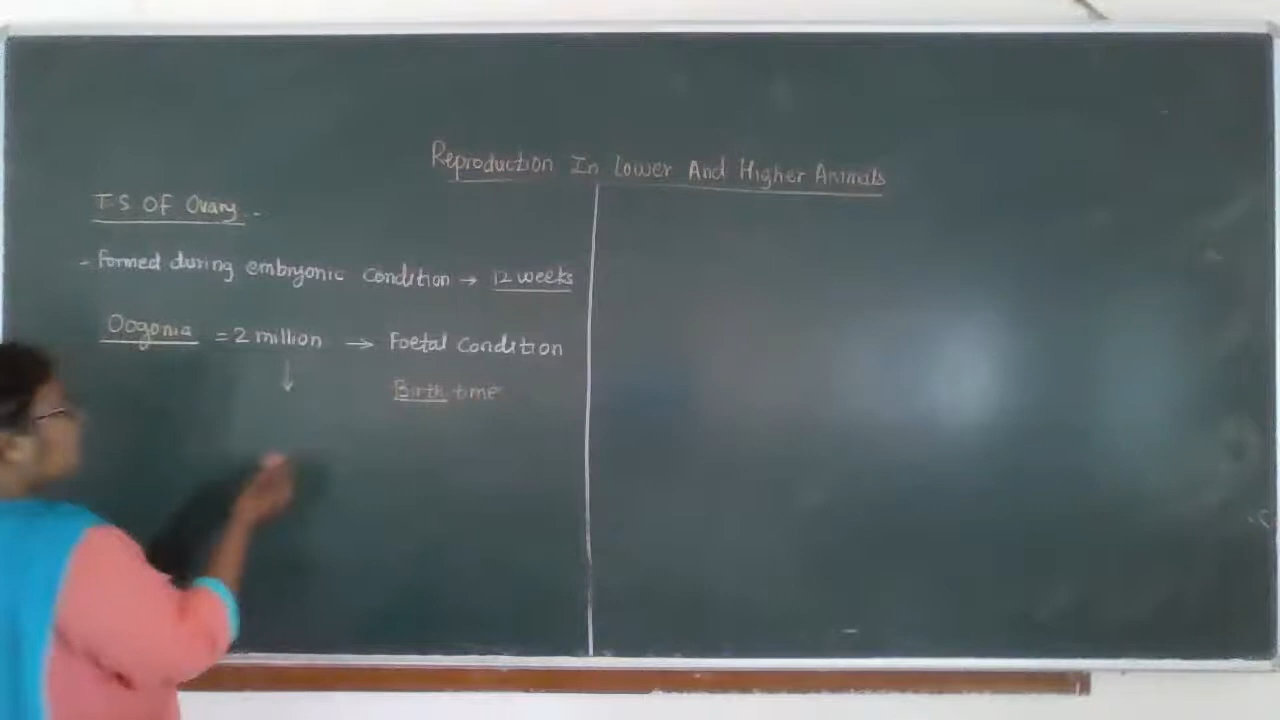 Reproduction In Lower And Higher Animals
T S OF Ovary -
- Formed during embryonic Condition → 12 weeks
Oogonia = 2 million → Foetal Condition
↓
Birth time